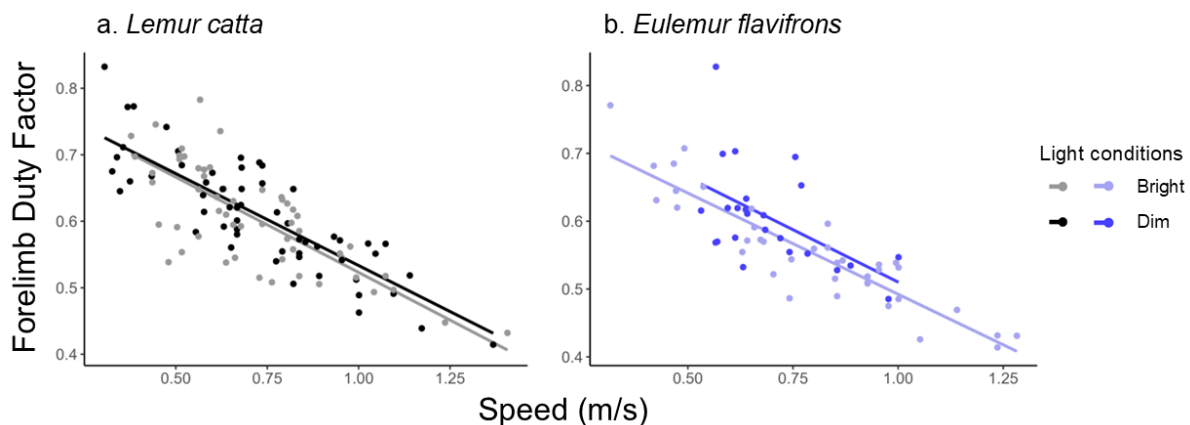 a. Lemur catta
b. Eulemur flavifrons
Forelimb Duty Factor
0.8
0.7
0.6
0.5
0.4
0.50
0.75
1.00
1.25
0.8
0.7
0.6
0.5
0.4
0.50
0.75
1.00
1.25
Speed (m/s)
Light conditions
Bright
Dim